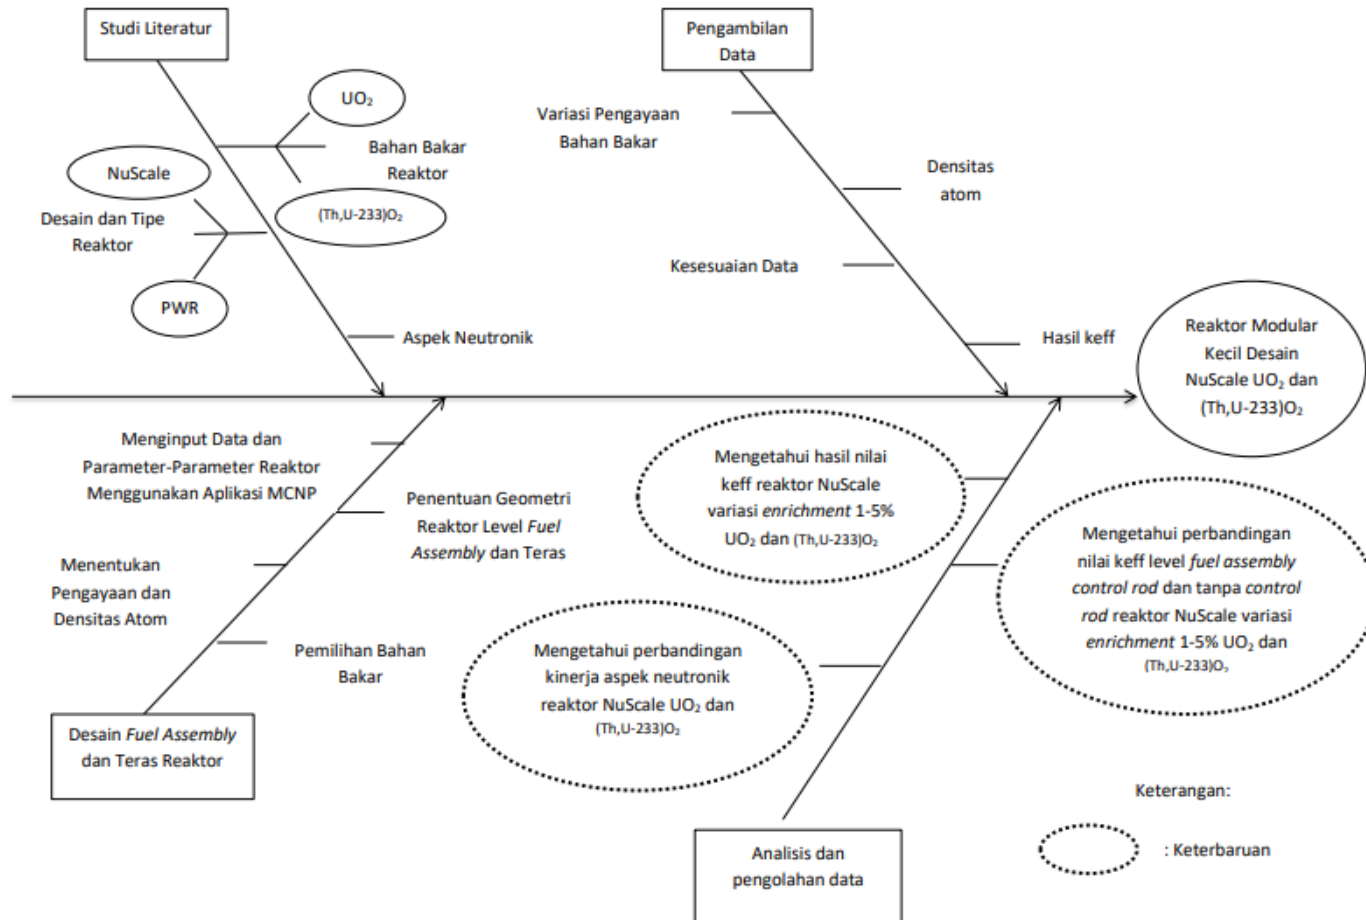 Studi Literatur
Pengambilan
Data
UO₂
Variasi Pengayaan
Bahan Bakar
Bahan Bakar
Reaktor
NuScale
Densitas
atom
(Th,U-233)O₂
Desain dan Tipe
Reaktor
Kesesuaian Data
PWR
Aspek Neutronik
Hasil keff
Reaktor Modular
Kecil Desain
NuScale UO₂ dan
(Th,U-233)O₂
Menginput Data dan
Parameter-Parameter Reaktor
Menggunakan Aplikasi MCNP
Mengetahui hasil nilai
keff reaktor NuScale
variasi enrichment 1-5%
UO₂ dan (Th,U-233)O₂
Penentuan Geometri
Reaktor Level Fuel
Assembly dan Teras
Mengetahui perbandingan
nilai keff level fuel assembly
control rod dan tanpa control
rod reaktor NuScale variasi
enrichment 1-5% UO₂ dan
(Th,U-233)O₂
Menentukan
Pengayaan dan
Densitas Atom
Pemilihan Bahan
Bakar
Mengetahui perbandingan
kinerja aspek neutronik
reaktor NuScale UO₂ dan
(Th,U-233)O₂
Desain Fuel Assembly
dan Teras Reaktor
Keterangan:
: Keterbaruan
Analisis dan
pengolahan data